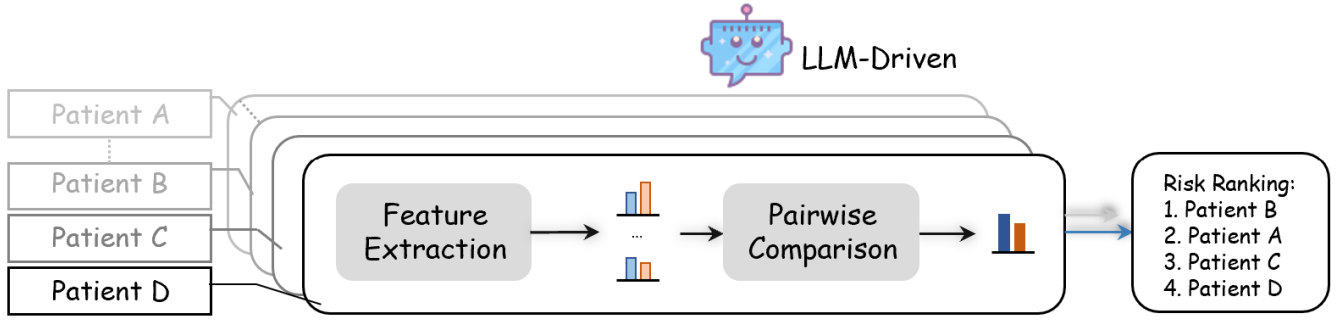 LLM-Driven
Patient A
Patient B
Patient C
Patient D
Feature
Extraction
...
Pairwise
Comparison
Risk Ranking:
1. Patient B
2. Patient A
3. Patient C
4. Patient D